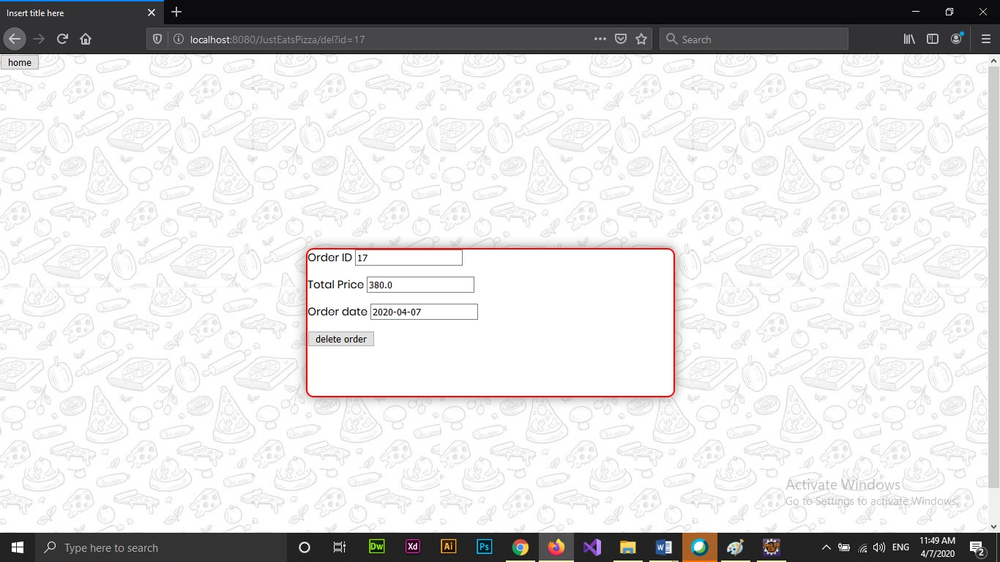 Insert title here
localhost:8080/JustEatsPizza/del?id=17
Search
home
Order ID 17
Total Price 380.0
Order date 2020-04-07
delete order
Activate Windows
Go to Settings to activate Windows.
Type here to search
Dw
Xd
Ai
Ps
ENG
11:49 AM
4/7/2020
2